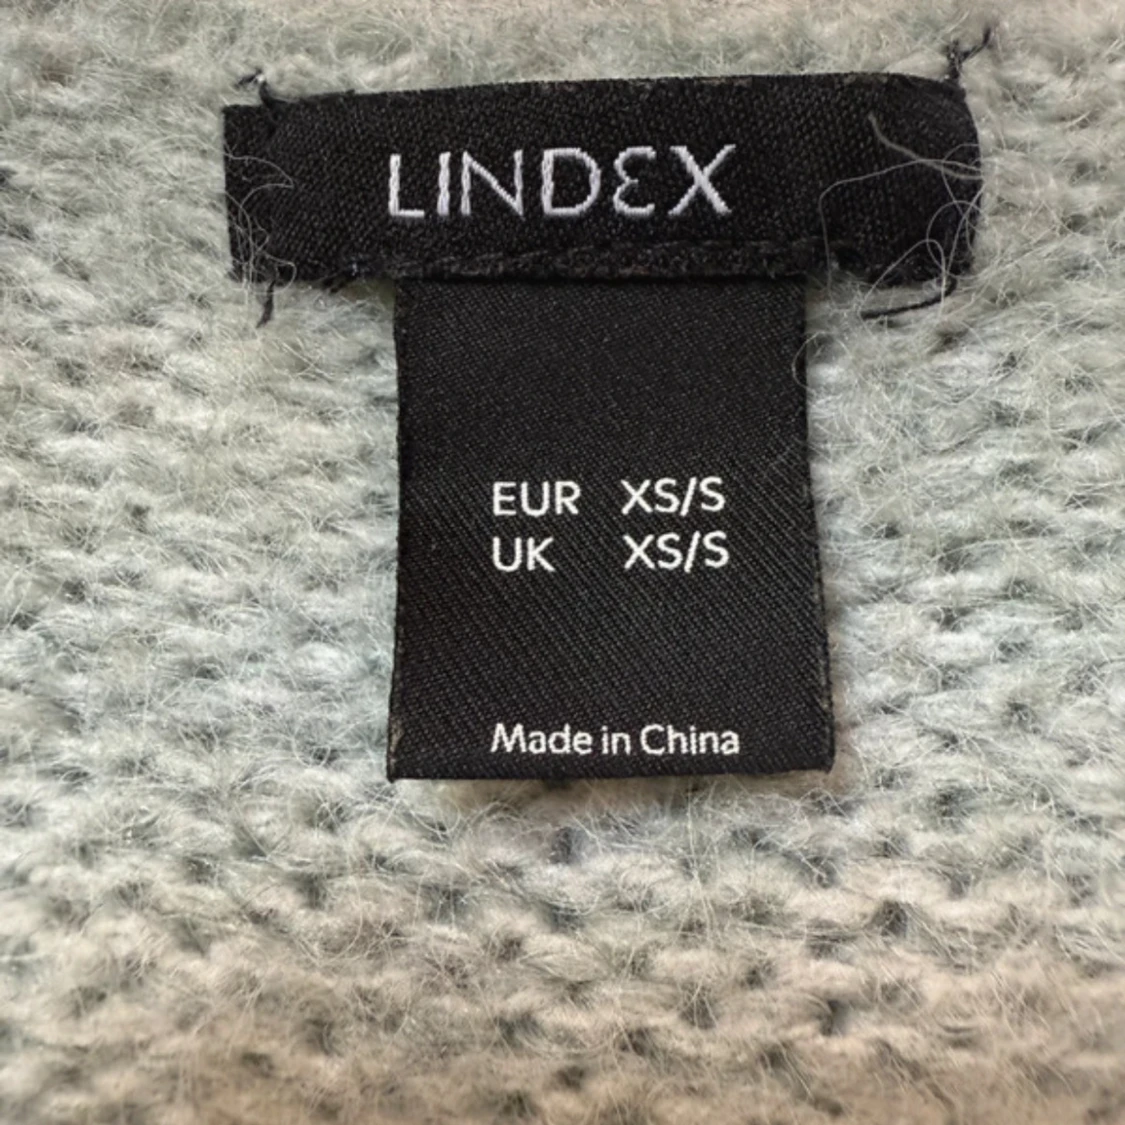 LINDEX
EUR XS/S
UK XS/S
Made in China